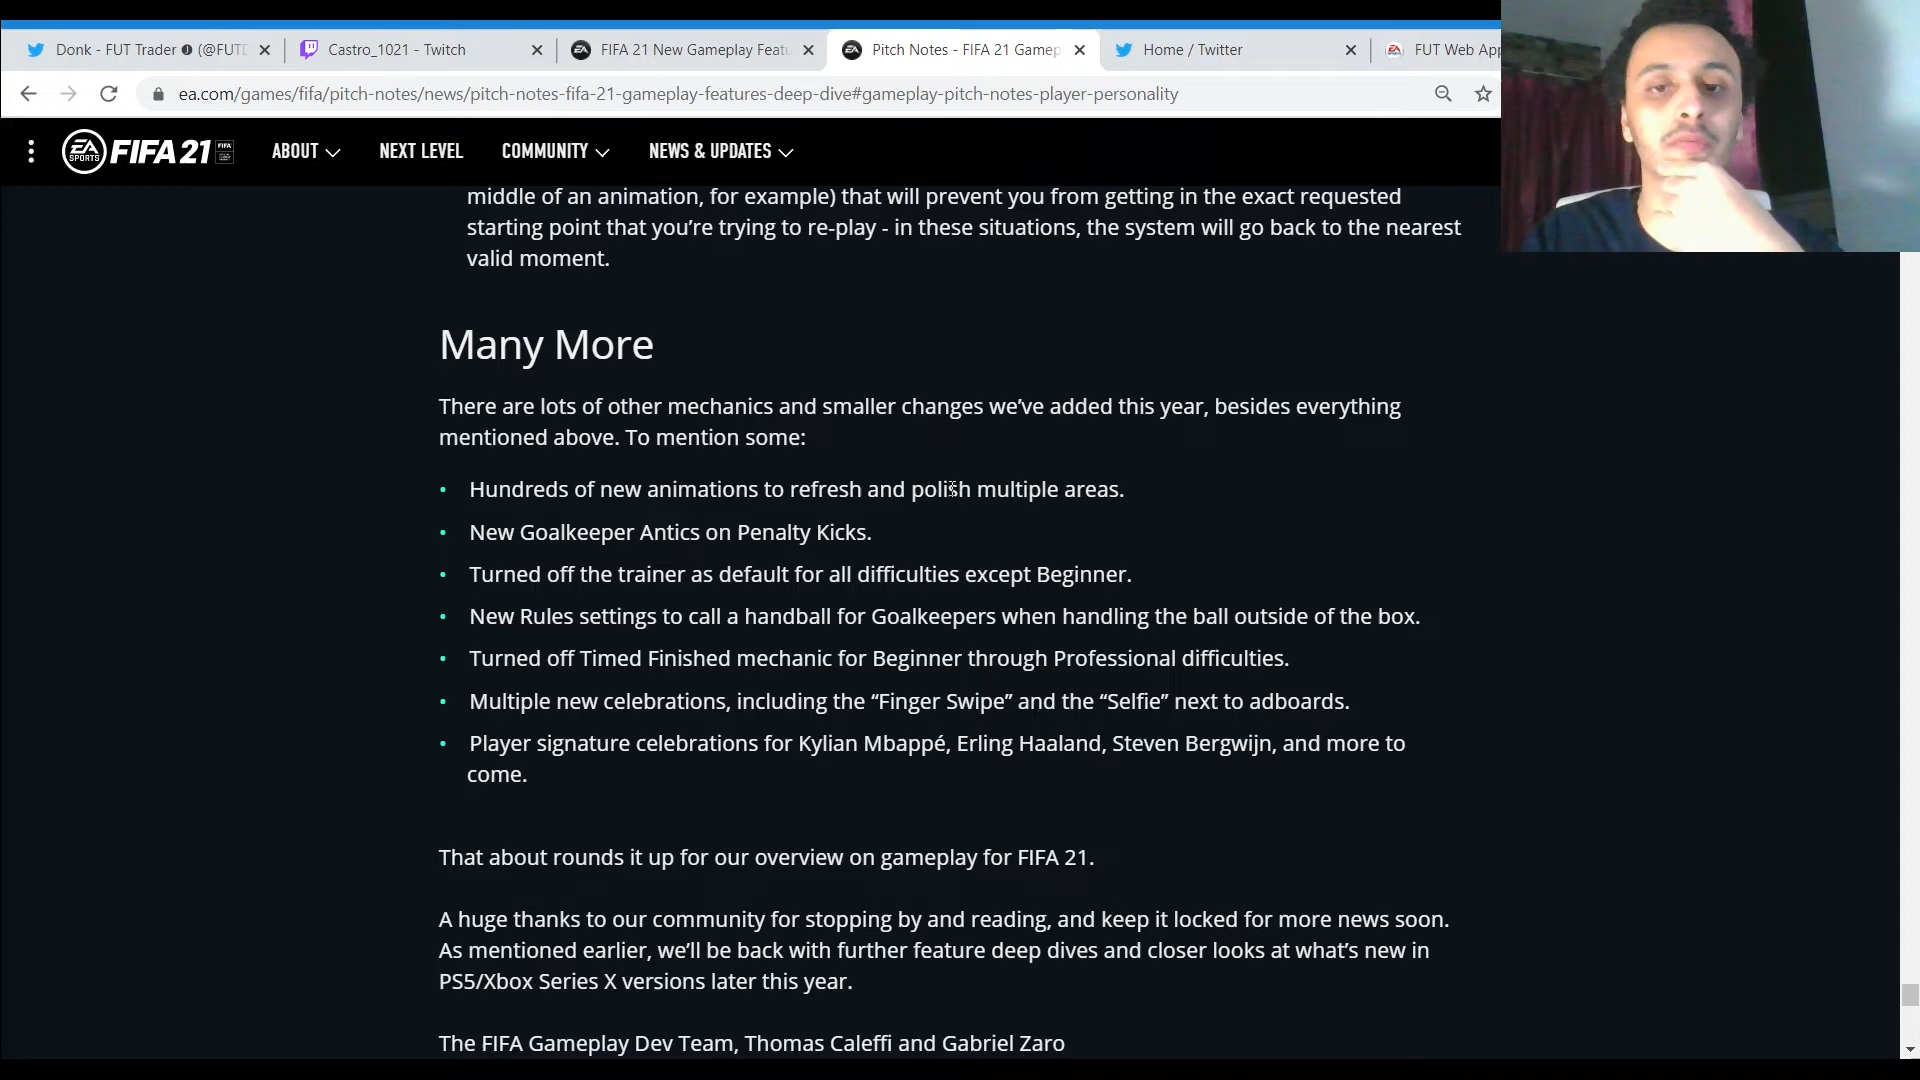 Donk - FUT Trader (@FUTD
Castro_1021 - Twitch
FIFA 21 New Gameplay Featu
Pitch Notes - FIFA 21 Gamep
Home / Twitter
FUT Web App
ea.com/games/fifa/pitch-notes/news/pitch-notes-fifa-21-gameplay-features-deep-dive#gameplay-pitch-notes-player-personality
EA SPORTS FIFA 21 FIFA
ABOUT
NEXT LEVEL
COMMUNITY
NEWS & UPDATES
middle of an animation, for example) that will prevent you from getting in the exact requested
starting point that you’re trying to re-play - in these situations, the system will go back to the nearest
valid moment.
Many More
There are lots of other mechanics and smaller changes we’ve added this year, besides everything
mentioned above. To mention some:
• Hundreds of new animations to refresh and polish multiple areas.
• New Goalkeeper Antics on Penalty Kicks.
• Turned off the trainer as default for all difficulties except Beginner.
• New Rules settings to call a handball for Goalkeepers when handling the ball outside of the box.
• Turned off Timed Finished mechanic for Beginner through Professional difficulties.
• Multiple new celebrations, including the “Finger Swipe” and the “Selfie” next to adboards.
• Player signature celebrations for Kylian Mbappé, Erling Haaland, Steven Bergwijn, and more to
come.
That about rounds it up for our overview on gameplay for FIFA 21.
A huge thanks to our community for stopping by and reading, and keep it locked for more news soon.
As mentioned earlier, we’ll be back with further feature deep dives and closer looks at what’s new in
PS5/Xbox Series X versions later this year.
The FIFA Gameplay Dev Team, Thomas Caleffi and Gabriel Zaro